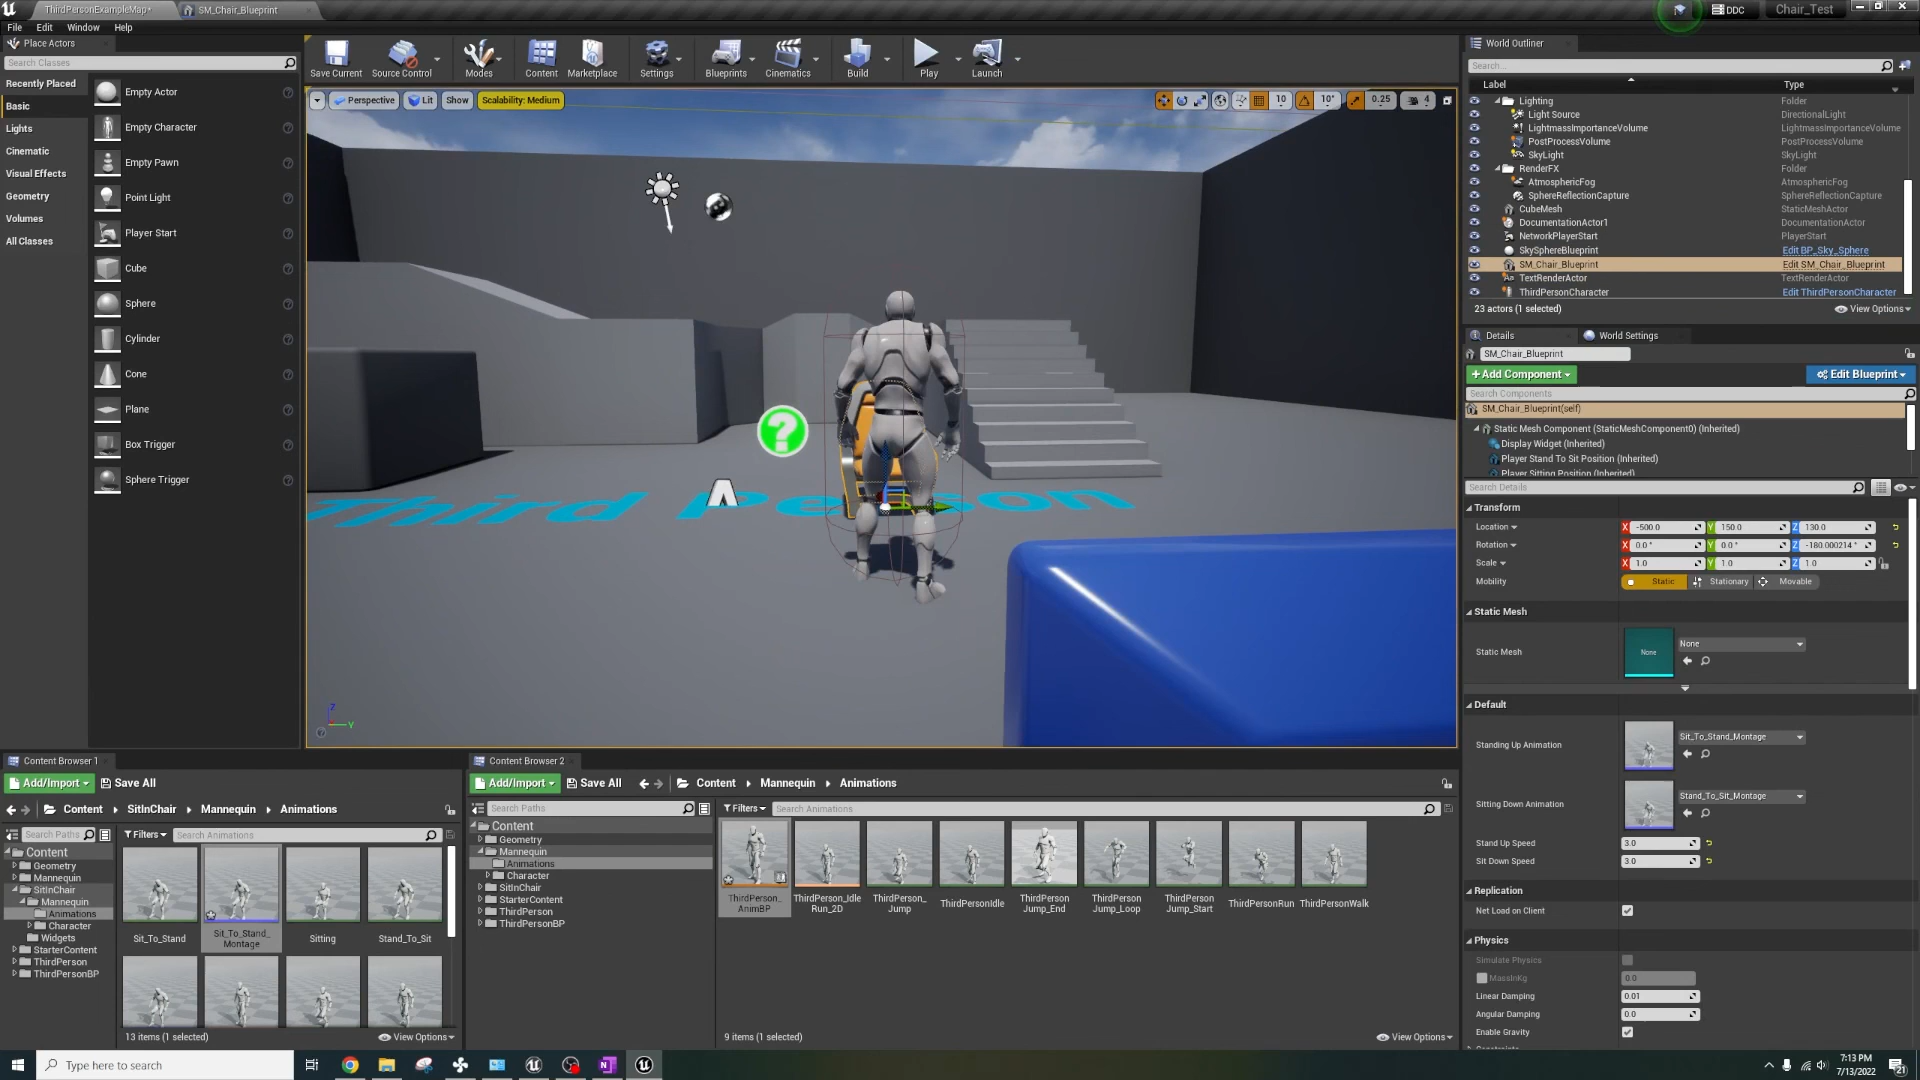 ThirdPersonExampleMap*
SM_Chair_Blueprint
DDC
Chair_Test
File Edit Window Help
Place Actors
Search Classes
Recently Placed
Basic
Lights
Cinematic
Visual Effects
Geometry
Volumes
All Classes
Empty Actor
Empty Character
Empty Pawn
Point Light
Player Start
Cube
Sphere
Cylinder
Cone
Plane
Box Trigger
Sphere Trigger
Save Current
Source Control
Modes
Content
Marketplace
Settings
Blueprints
Cinematics
Build
Play
Launch
Perspective
Lit
Show
Scalability: Medium
10
10°
0.25
4
Third Person
World Outliner
Search...
Label Type
Lighting Folder
Light Source DirectionalLight
LightmassImportanceVolume LightmassImportanceVolume
PostProcessVolume PostProcessVolume
SkyLight SkyLight
RenderFX Folder
AtmosphericFog AtmosphericFog
SphereReflectionCapture SphereReflectionCapture
CubeMesh StaticMeshActor
DocumentationActor1 DocumentationActor
NetworkPlayerStart PlayerStart
SkySphereBlueprint Edit BP_Sky_Sphere
SM_Chair_Blueprint Edit SM_Chair_Blueprint
TextRenderActor TextRenderActor
ThirdPersonCharacter Edit ThirdPersonCharacter
23 actors (1 selected) View Options
Details World Settings
SM_Chair_Blueprint
+Add Component Edit Blueprint
Search Components
SM_Chair_Blueprint(self)
Static Mesh Component (StaticMeshComponent0) (Inherited)
Display Widget (Inherited)
Player Stand To Sit Position (Inherited)
Player Sitting Position (Inherited)
Search Details
Transform
Location X -500.0 Y 150.0 Z 130.0
Rotation X 0.0° Y 0.0° Z -180.000214°
Scale X 1.0 Y 1.0 Z 1.0
Mobility Static Stationary Movable
Static Mesh
Static Mesh None None
Default
Standing Up Animation Sit_To_Stand_Montage
Sitting Down Animation Stand_To_Sit_Montage
Stand Up Speed 3.0
Sit Down Speed 3.0
Replication
Net Load on Client
Physics
Simulate Physics
MassInKg 0.0
Linear Damping 0.01
Angular Damping 0.0
Enable Gravity
Content Browser 1
Add/Import Save All
Content SitInChair Mannequin Animations
Search Paths Filters Search Animations
Content
Geometry
Mannequin
SitInChair
Mannequin
Animations
Character
Widgets
StarterContent
ThirdPerson
ThirdPersonBP
Sit_To_Stand
Sit_To_Stand_
Montage
Sitting
Stand_To_Sit
13 items (1 selected) View Options
Content Browser 2
Add/Import Save All Content Mannequin Animations
Search Paths Filters Search Animations
Content
Geometry
Mannequin
Animations
Character
SitInChair
StarterContent
ThirdPerson
ThirdPersonBP
ThirdPerson_
AnimBP
ThirdPerson_Idle
Run_2D
ThirdPerson_
Jump
ThirdPersonIdle
ThirdPerson
Jump_End
ThirdPerson
Jump_Loop
ThirdPerson
Jump_Start
ThirdPersonRun
ThirdPersonWalk
9 items (1 selected) View Options
Type here to search
7:13 PM
7/13/2022
21